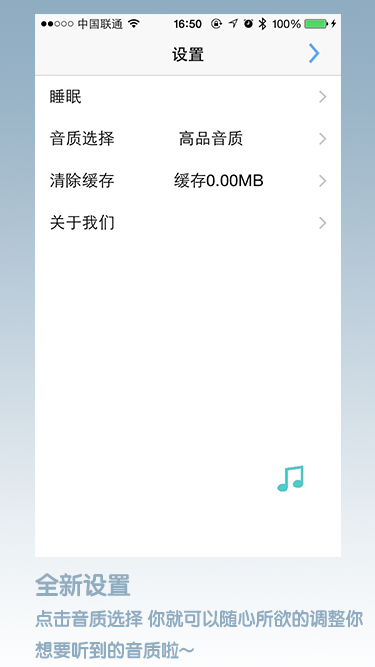 中国联通 16:50 100%
设置
睡眠
音质选择 高品音质
清除缓存 缓存0.00MB
关于我们
全新设置
点击音质选择 你就可以随心所欲的调整你
想要听到的音质啦~